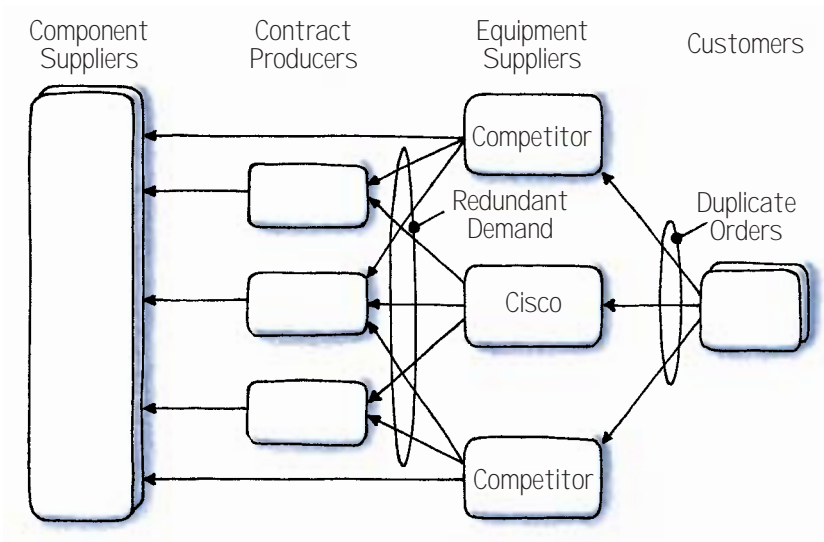 Component
Suppliers
Contract
Producers
Equipment
Suppliers
Customers
Competitor
Redundant
Demand
Duplicate
Orders
Cisco
Competitor